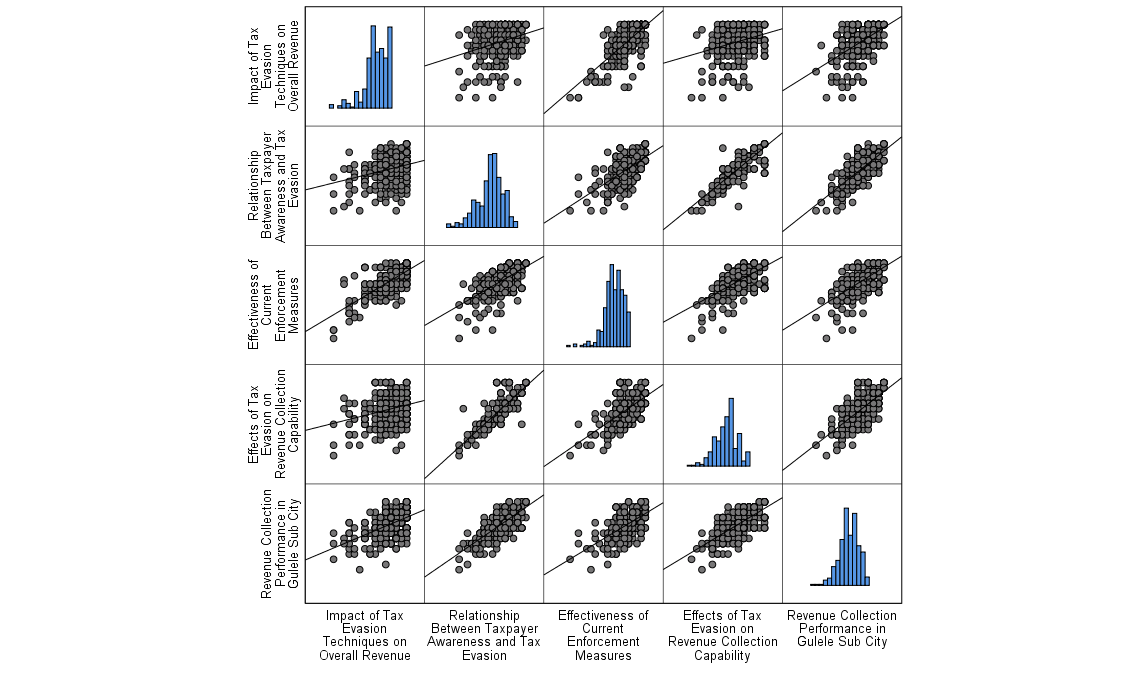 Impact of Tax
Evasion
Techniques on
Overall Revenue
Relationship
Between Taxpayer
Awareness and Tax
Evasion
Effectiveness of
Current
Enforcement
Measures
Effects of Tax
Evasion on
Revenue Collection
Capability
Revenue Collection
Performance in
Gulele Sub City
Impact of Tax
Evasion
Techniques on
Overall Revenue
Relationship
Between Taxpayer
Awareness and Tax
Evasion
Effectiveness of
Current
Enforcement
Measures
Effects of Tax
Evasion on
Revenue Collection
Capability
Revenue Collection
Performance in
Gulele Sub City